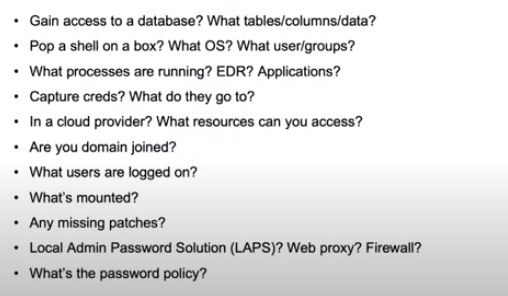 • Gain access to a database? What tables/columns/data?
• Pop a shell on a box? What OS? What user/groups?
• What processes are running? EDR? Applications?
• Capture creds? What do they go to?
• In a cloud provider? What resources can you access?
• Are you domain joined?
• What users are logged on?
• What's mounted?
• Any missing patches?
• Local Admin Password Solution (LAPS)? Web proxy? Firewall?
• What's the password policy?